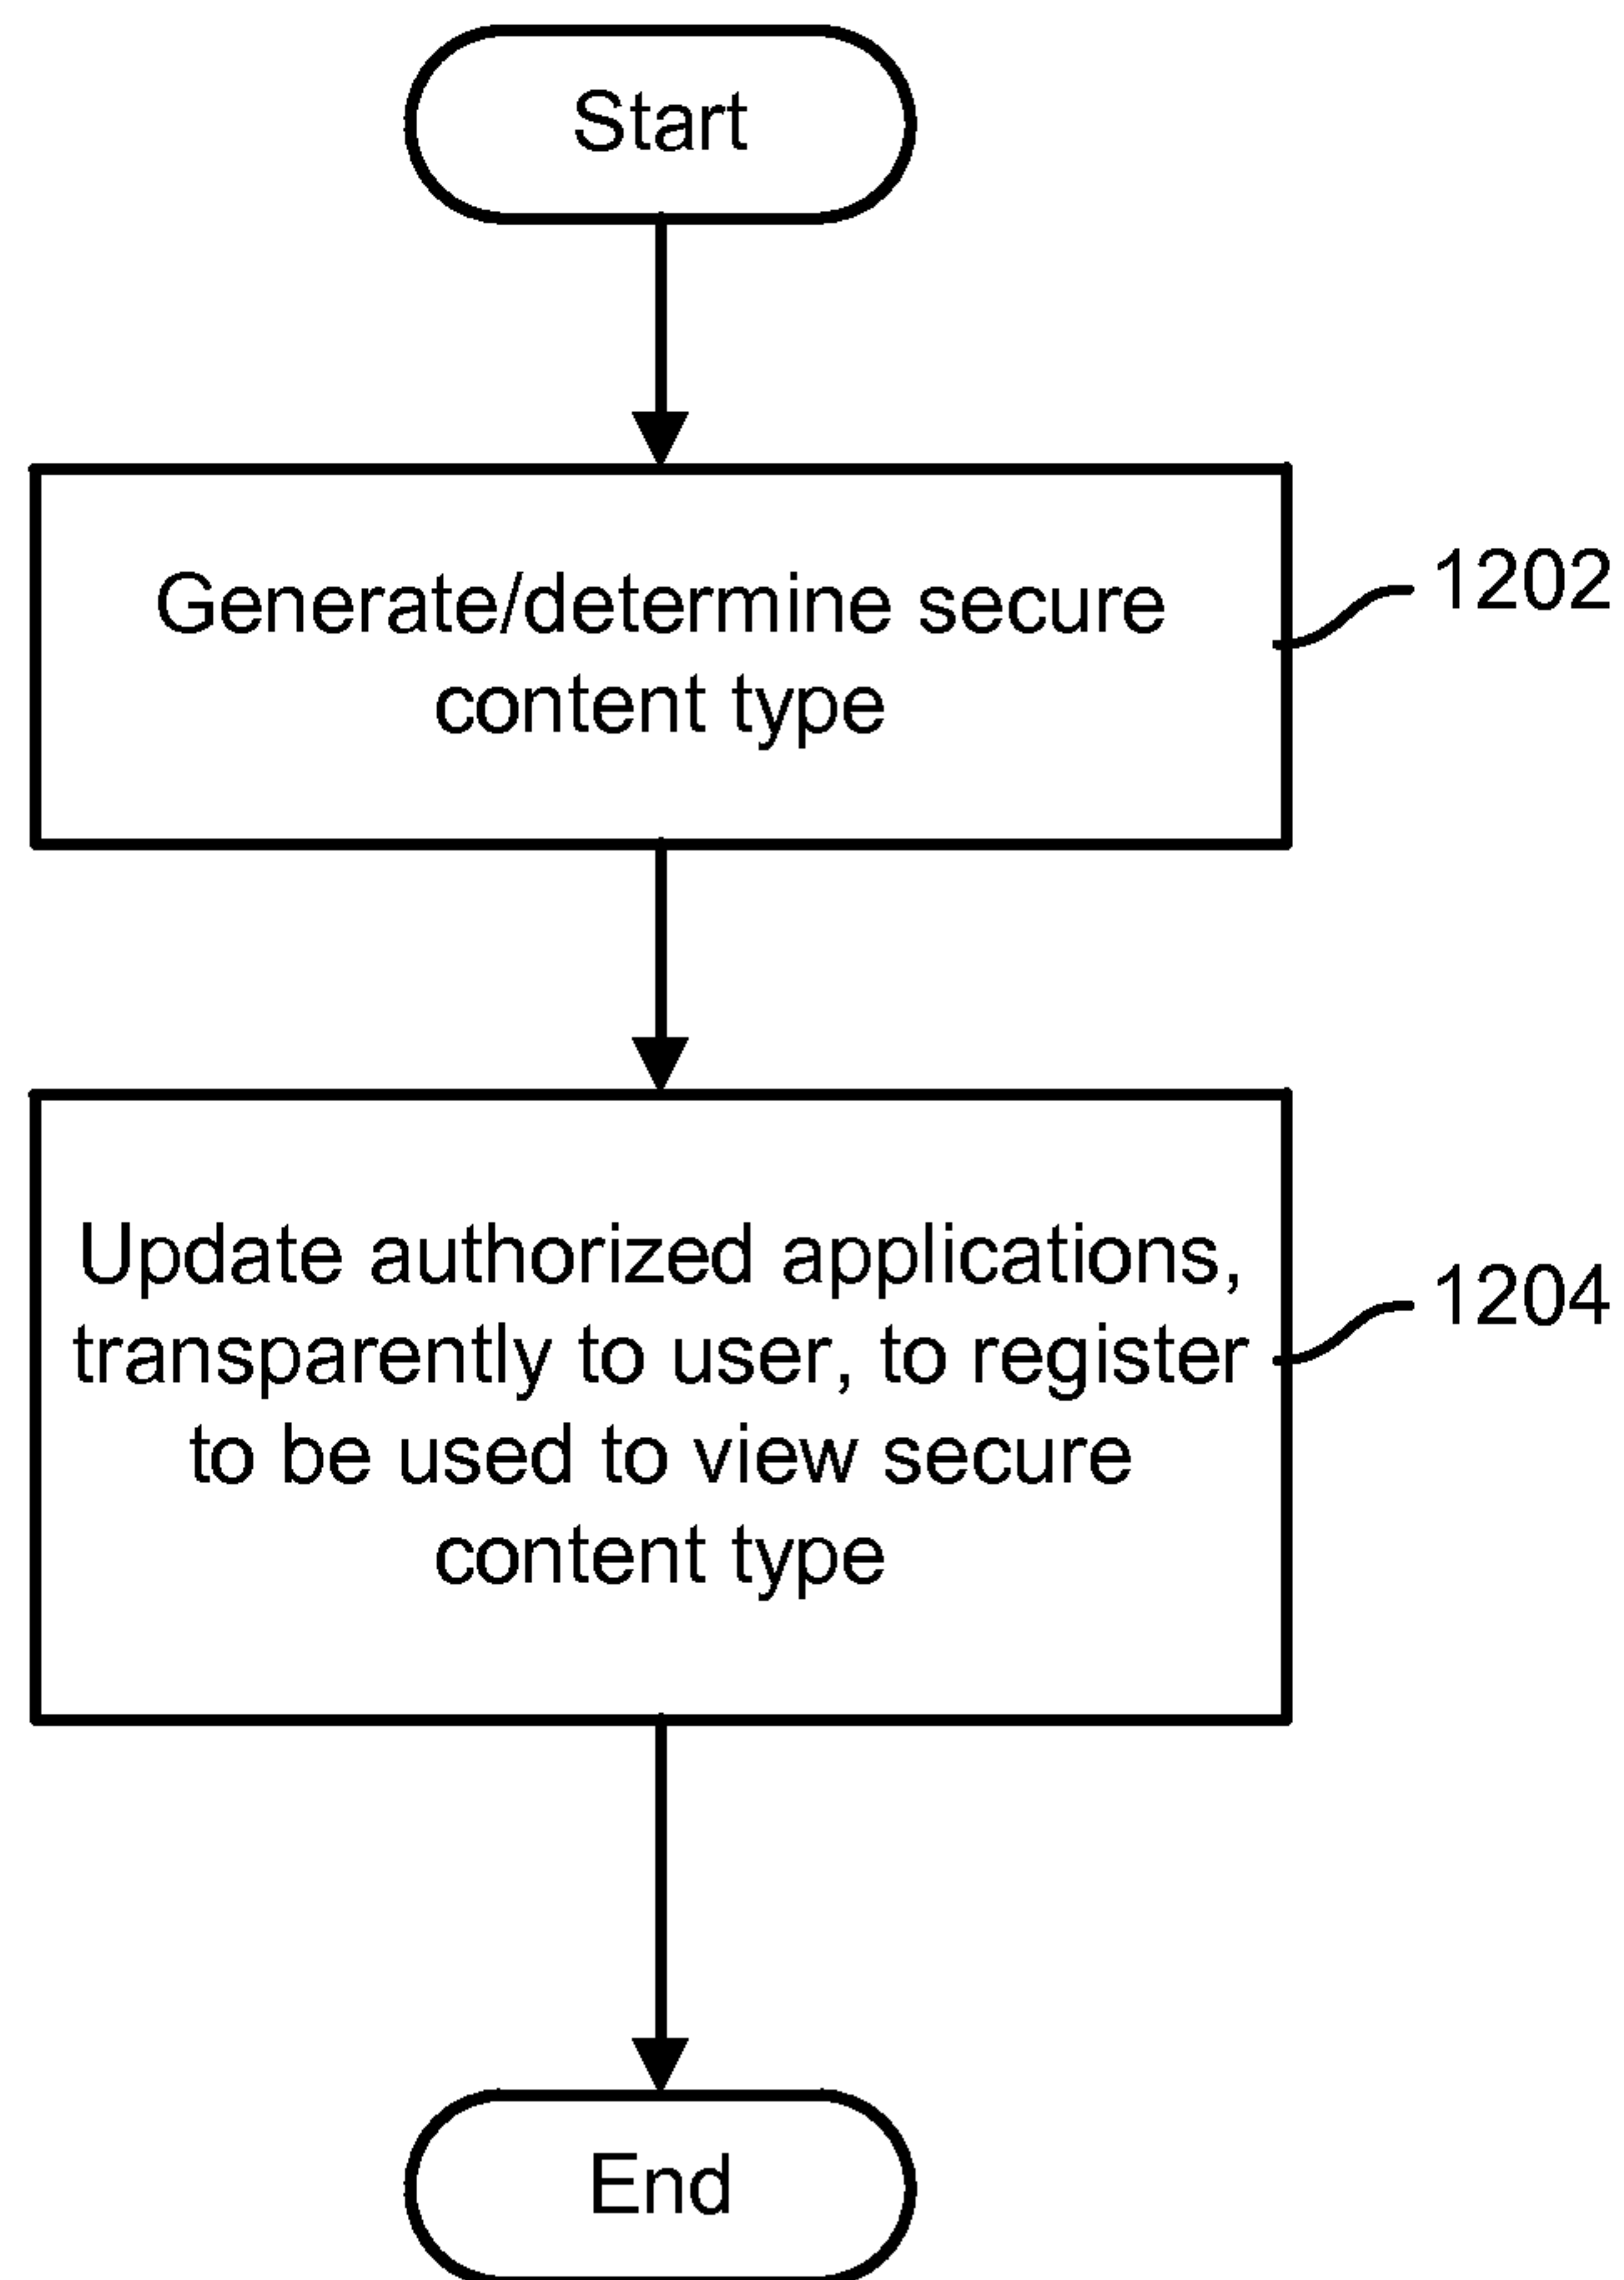 Start
Generate/determine secure
content type
1202
Update authorized applications,
transparently to user, to register
to be used to view secure
content type
1204
End